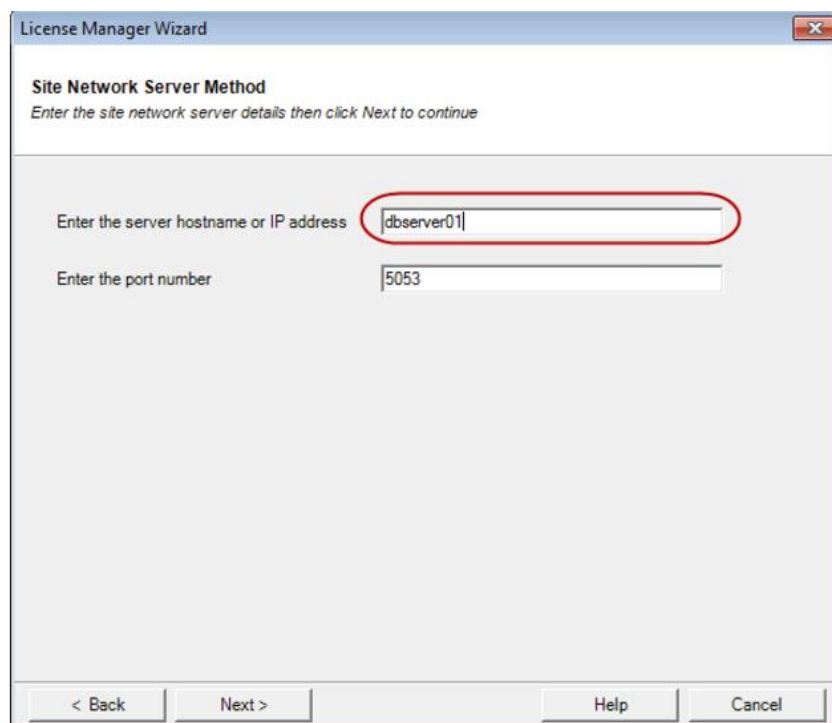 License Manager Wizard
Site Network Server Method
Enter the site network server details then click Next to continue
Enter the server hostname or IP address dbserver01
Enter the port number 5053
< Back Next > Help Cancel